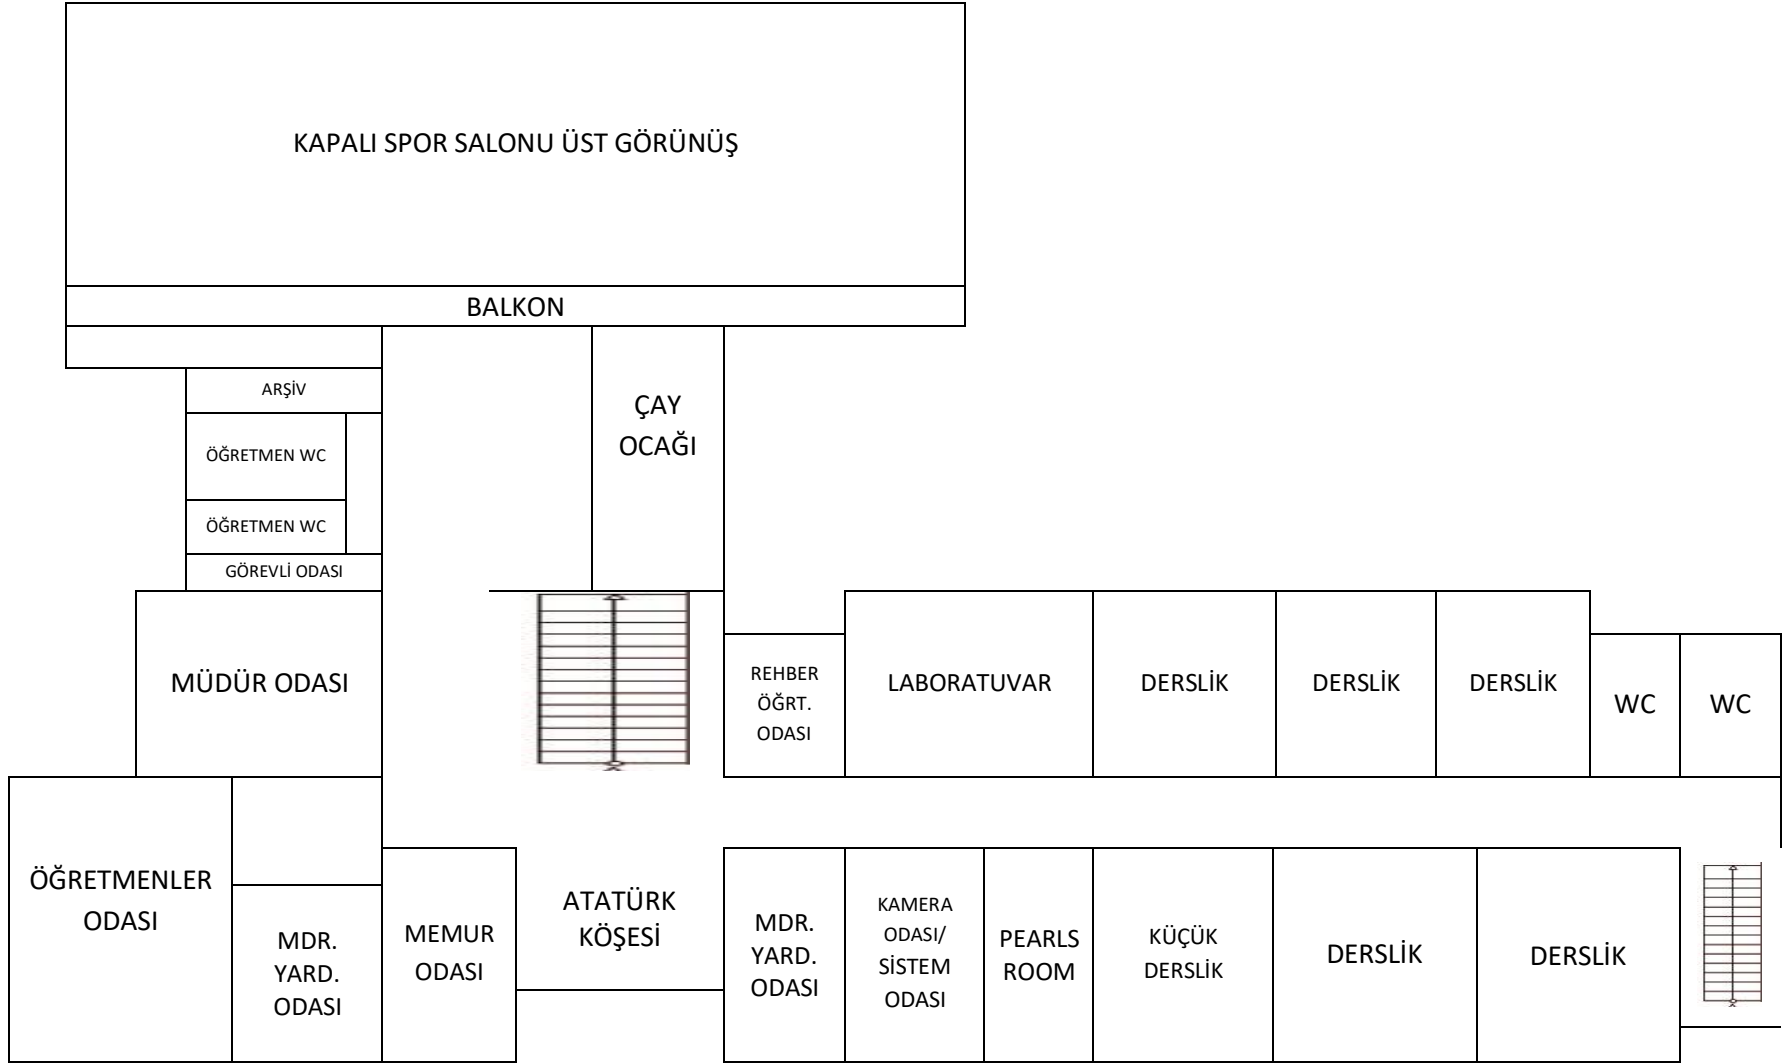 KAPALI SPOR SALONU ÜST GÖRÜNÜŞ
BALKON
ARŞİV
ÖĞRETMEN WC
ÖĞRETMEN WC
GÖREVLİ ODASI
ÇAY
OCAĞI
MÜDÜR ODASI
REHBER
ÖĞRT.
ODASI
LABORATUVAR
DERSLİK
DERSLİK
DERSLİK
WC
WC
ÖĞRETMENLER
ODASI
MDR.
YARD.
ODASI
MEMUR
ODASI
ATATÜRK
KÖŞESİ
MDR.
YARD.
ODASI
KAMERA
ODASI/
SİSTEM
ODASI
PEARLS
ROOM
KÜÇÜK
DERSLİK
DERSLİK
DERSLİK